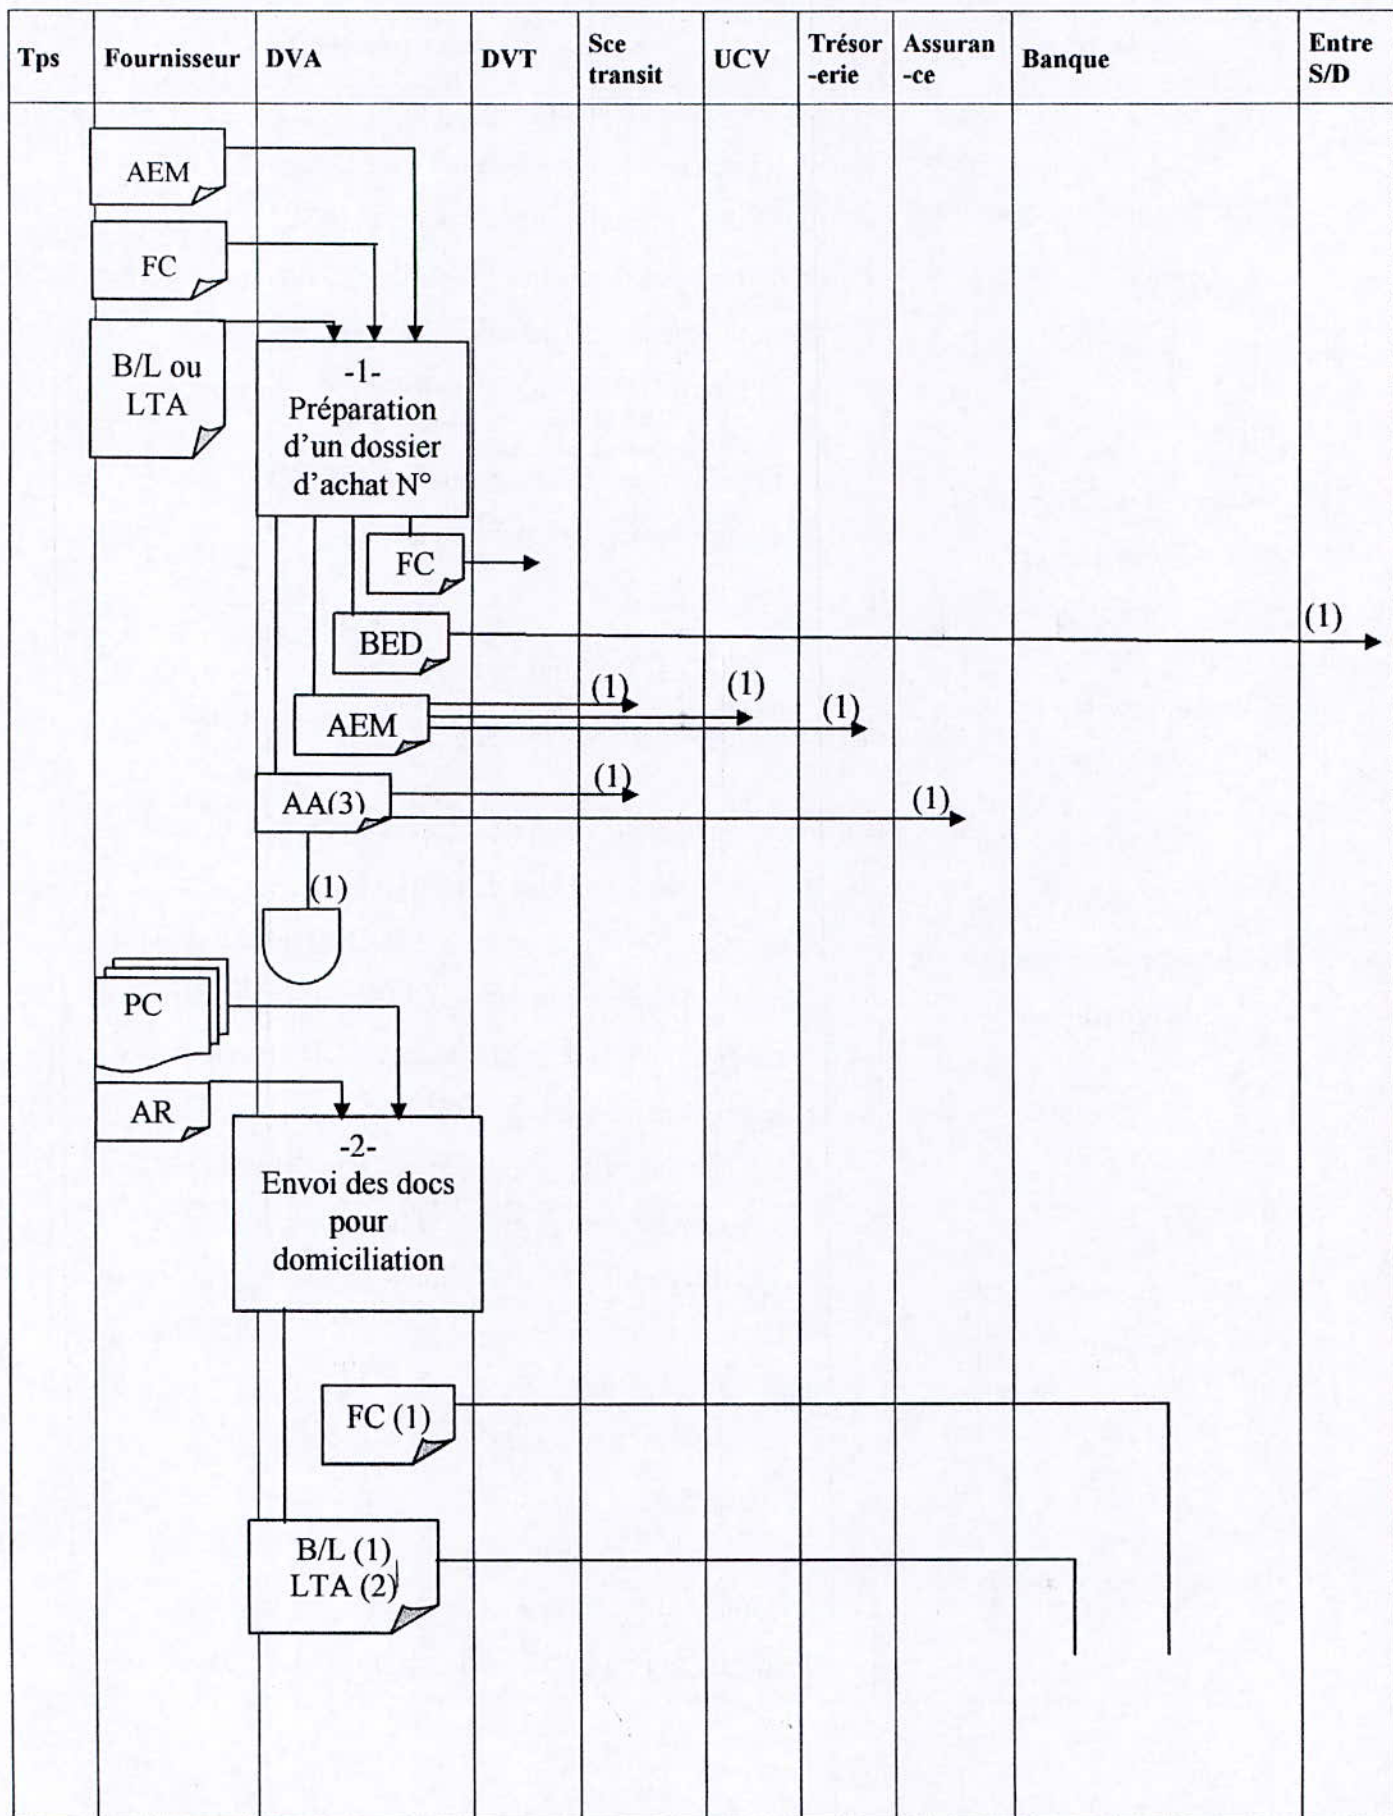 Tps
Fournisseur
DVA
DVT
Sce
transit
UCV
Trésor
-erie
Assuran
-ce
Banque
Entre
S/D
AEM
FC
B/L ou
LTA
-1-
Préparation
d'un dossier
d'achat N°
FC
BED
(1)
AEM
(1)
(1)
(1)
AA(3)
(1)
(1)
(1)
PC
AR
-2-
Envoi des docs
pour
domiciliation
FC (1)
B/L (1)
LTA (2)